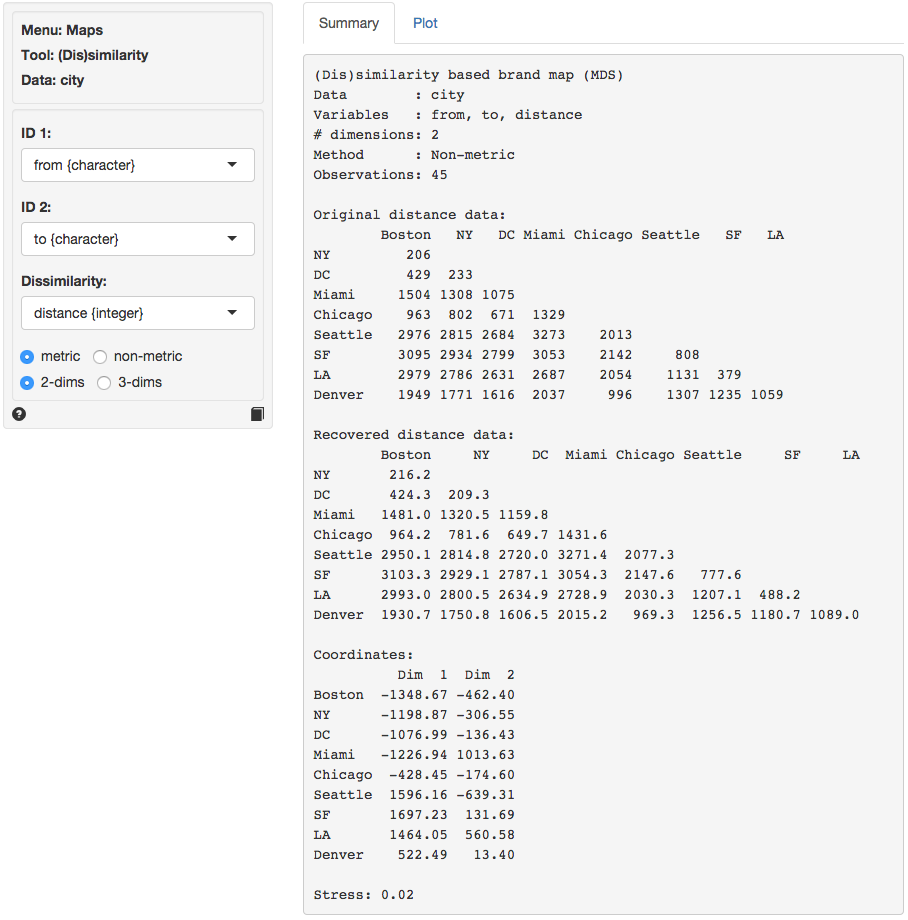 Menu: Maps
Tool: (Dis)similarity
Data: city
ID 1:
from {character}
ID 2:
to {character}
Dissimilarity:
distance {integer}
metric non-metric
2-dims 3-dims
?
Summary Plot
(Dis)similarity based brand map (MDS)
Data        : city
Variables   : from, to, distance
# dimensions: 2
Method      : Non-metric
Observations: 45
Original distance data:
        Boston   NY   DC Miami Chicago Seattle   SF   LA
NY         206
DC         429  233
Miami     1504 1308 1075
Chicago    963  802  671  1329
Seattle   2976 2815 2684  3273    2013
SF        3095 2934 2799  3053    2142     808
LA        2979 2786 2631  2687    2054    1131  379
Denver    1949 1771 1616  2037     996    1307 1235 1059
Recovered distance data:
        Boston     NY     DC  Miami Chicago Seattle     SF     LA
NY       216.2
DC       424.3  209.3
Miami   1481.0 1320.5 1159.8
Chicago  964.2  781.6  649.7 1431.6
Seattle 2950.1 2814.8 2720.0 3271.4  2077.3
SF      3103.3 2929.1 2787.1 3054.3  2147.6   777.6
LA      2993.0 2800.5 2634.9 2728.9  2030.3  1207.1  488.2
Denver  1930.7 1750.8 1606.5 2015.2   969.3  1256.5 1180.7 1089.0
Coordinates:
          Dim  1  Dim  2
Boston  -1348.67 -462.40
NY      -1198.87 -306.55
DC      -1076.99 -136.43
Miami   -1226.94 1013.63
Chicago  -428.45 -174.60
Seattle  1596.16 -639.31
SF       1697.23  131.69
LA       1464.05  560.58
Denver    522.49   13.40
Stress: 0.02